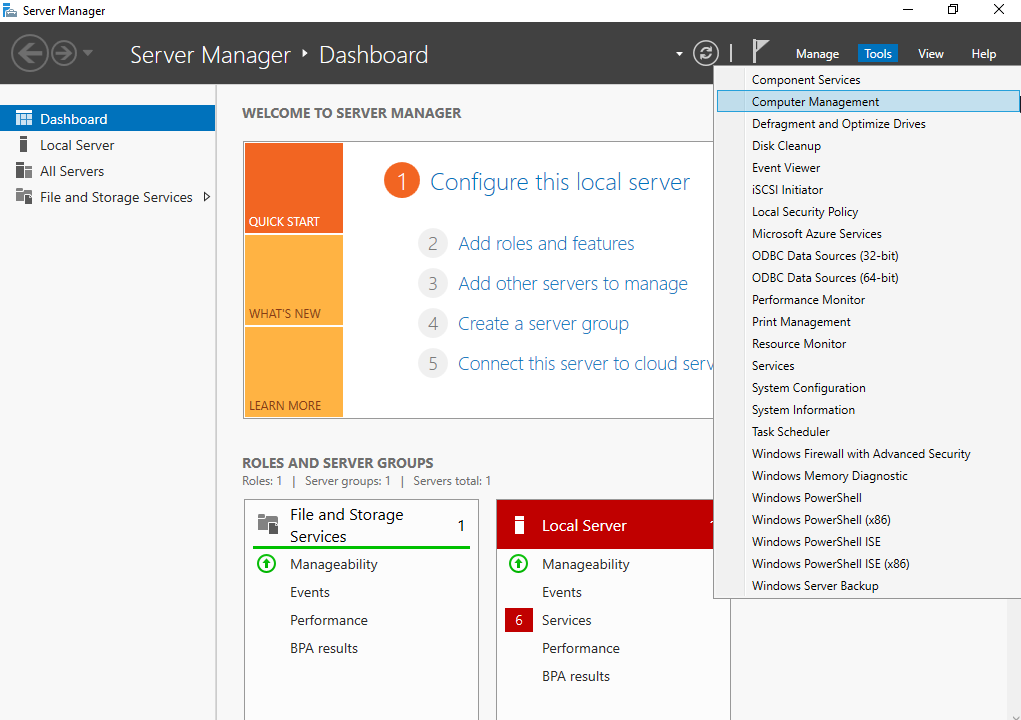 Server Manager
Server Manager ‣ Dashboard
Manage Tools View Help
Dashboard
Local Server
All Servers
File and Storage Services
WELCOME TO SERVER MANAGER
QUICK START
WHAT'S NEW
LEARN MORE
1 Configure this local server
2 Add roles and features
3 Add other servers to manage
4 Create a server group
5 Connect this server to cloud serv
ROLES AND SERVER GROUPS
Roles: 1 | Server groups: 1 | Servers total: 1
File and Storage
Services
1
Manageability
Events
Performance
BPA results
Local Server
Manageability
Events
6 Services
Performance
BPA results
Component Services
Computer Management
Defragment and Optimize Drives
Disk Cleanup
Event Viewer
iSCSI Initiator
Local Security Policy
Microsoft Azure Services
ODBC Data Sources (32-bit)
ODBC Data Sources (64-bit)
Performance Monitor
Print Management
Resource Monitor
Services
System Configuration
System Information
Task Scheduler
Windows Firewall with Advanced Security
Windows Memory Diagnostic
Windows PowerShell
Windows PowerShell (x86)
Windows PowerShell ISE
Windows PowerShell ISE (x86)
Windows Server Backup